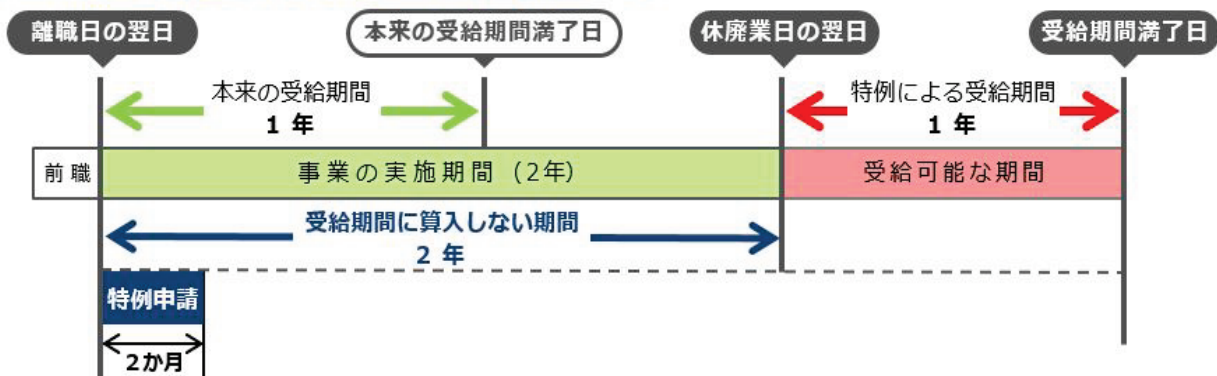 離職日の翌日
本来の受給期間満了日
休廃業日の翌日
受給期間満了日
本来の受給期間
1 年
特例による受給期間
1 年
前職
事業の実施期間（2年）
受給可能な期間
受給期間に算入しない期間
2 年
特例申請
2か月